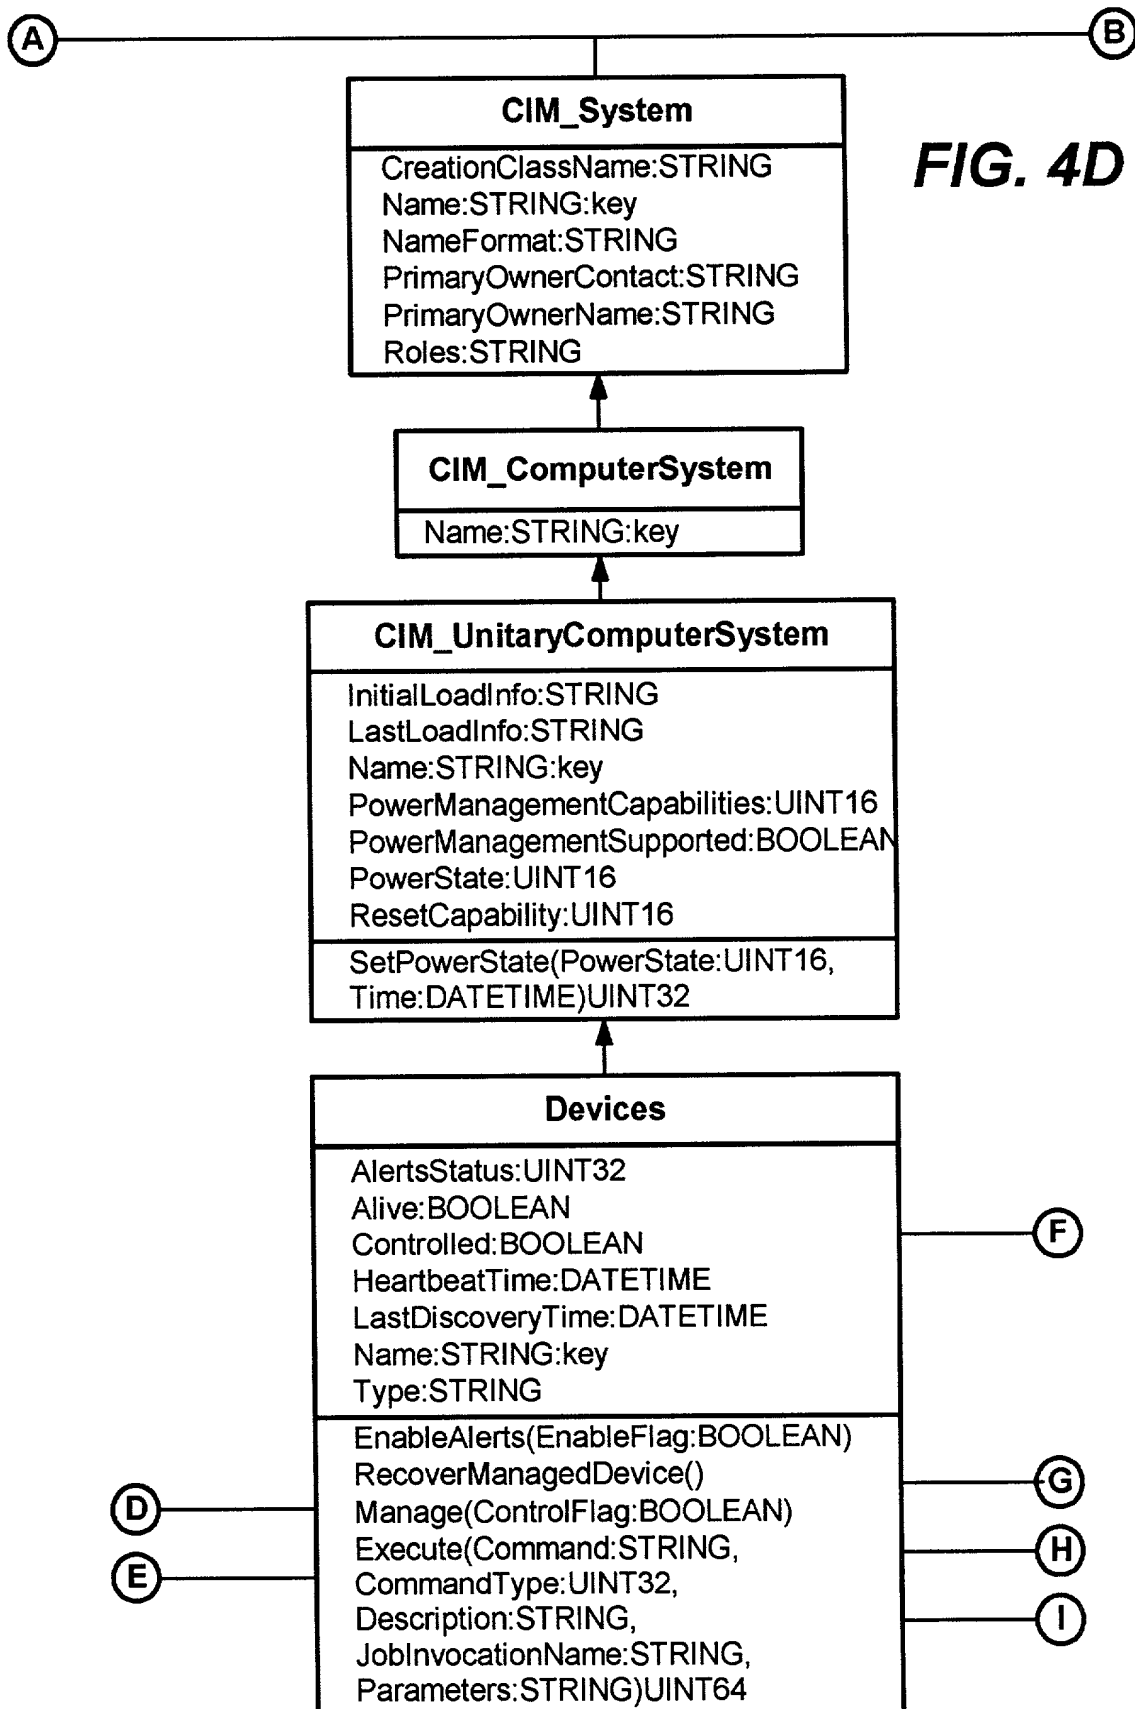 A
B
CIM_System
FIG. 4D
CreationClassName:STRING
Name:STRING:key
NameFormat:STRING
PrimaryOwnerContact:STRING
PrimaryOwnerName:STRING
Roles:STRING
CIM_ComputerSystem
Name:STRING:key
CIM_UnitaryComputerSystem
InitialLoadInfo:STRING
LastLoadInfo:STRING
Name:STRING:key
PowerManagementCapabilities:UINT16
PowerManagementSupported:BOOLEAN
PowerState:UINT16
ResetCapability:UINT16
SetPowerState(PowerState:UINT16,
Time:DATETIME)UINT32
Devices
AlertsStatus:UINT32
Alive:BOOLEAN
Controlled:BOOLEAN
F
HeartbeatTime:DATETIME
LastDiscoveryTime:DATETIME
Name:STRING:key
Type:STRING
EnableAlerts(EnableFlag:BOOLEAN)
RecoverManagedDevice()
G
D
Manage(ControlFlag:BOOLEAN)
Execute(Command:STRING,
H
E
CommandType:UINT32,
Description:STRING,
I
JobInvocationName:STRING,
Parameters:STRING)UINT64